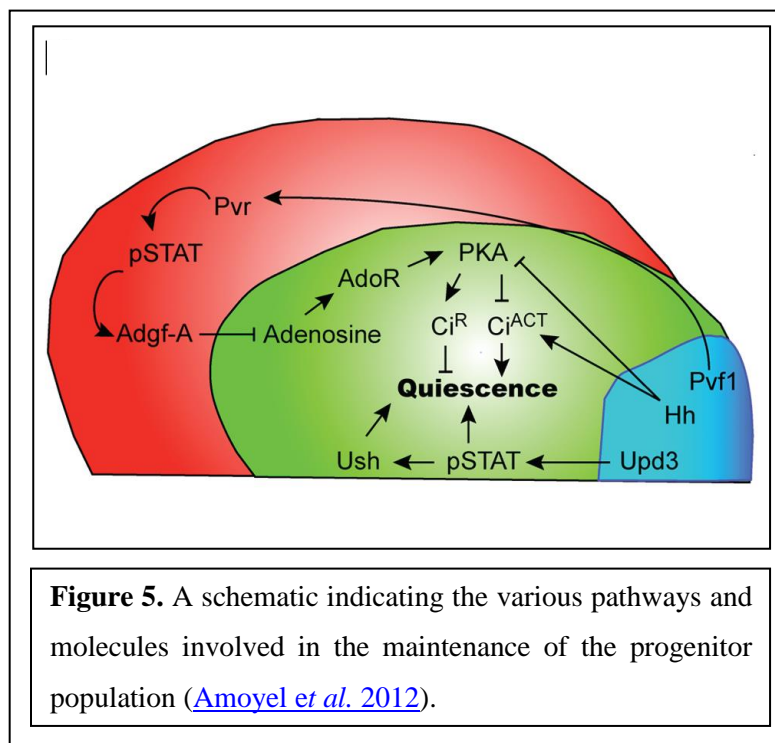 Pvr
pSTAT
AdoR
PKA
Adgf-A
Adenosine
Ci^R
Ci^ACT
Quiescence
Pvf1
Hh
Ush
pSTAT
Upd3
Figure 5. A schematic indicating the various pathways and
molecules involved in the maintenance of the progenitor
population (Amoyel et al. 2012).